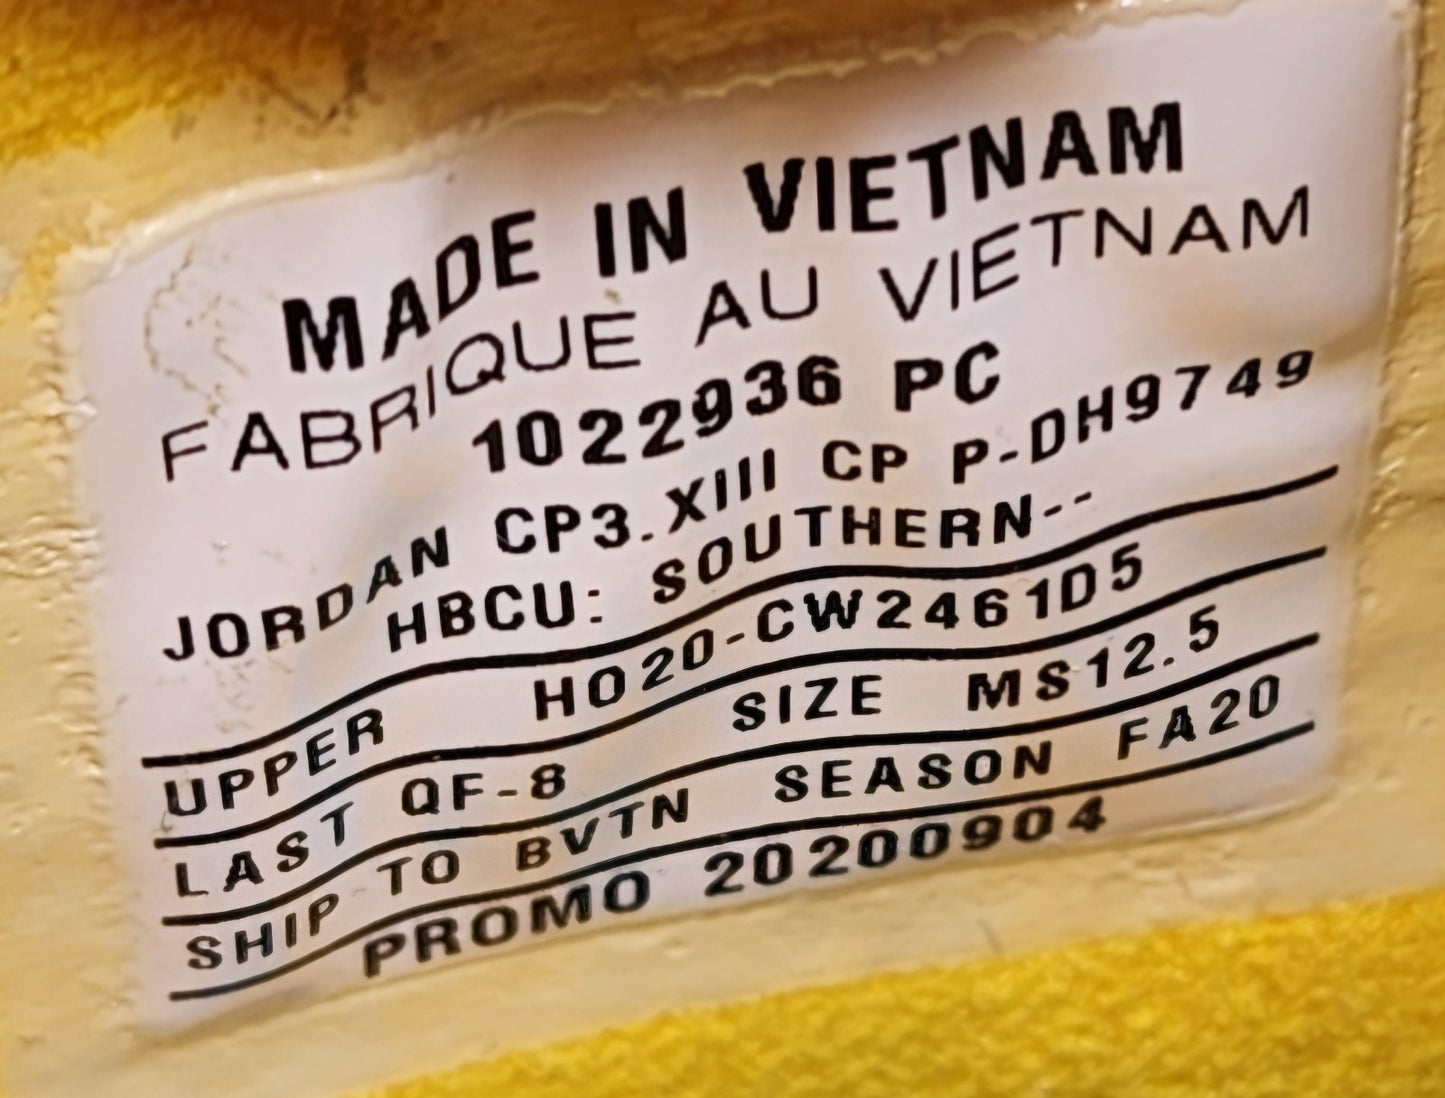 MADE IN VIETNAM
FABRIQUE AU VIETNAM
1022936 PC
JORDAN CP3.XIII CP P-DH9749
HBCU: SOUTHERN--
UPPER HO20-CW2461D5
LAST QF-8 SIZE MS12.5
SHIP TO BVTN SEASON FA20
PROMO 20200904